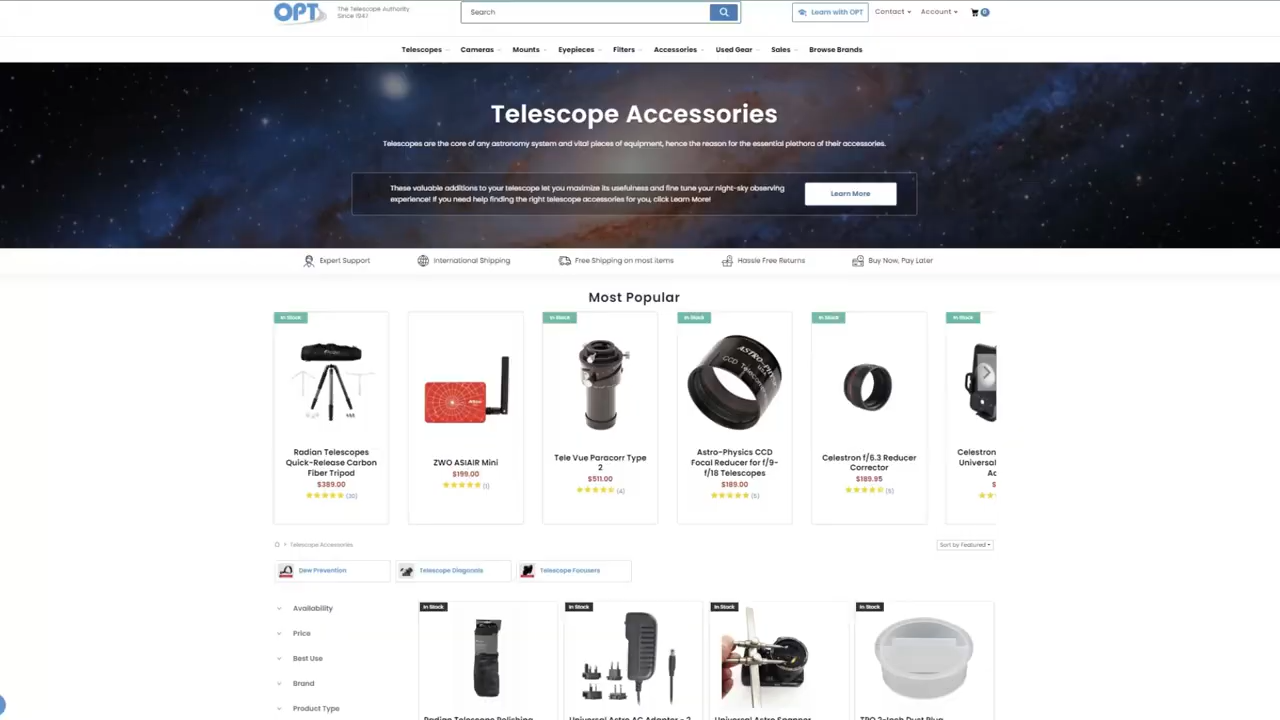 OPT
The Telescope Authority
Since 1947
Search
Learn with OPT
Contact
Account
0
Telescopes
Cameras
Mounts
Eyepieces
Filters
Accessories
Used Gear
Sales
Browse Brands
Telescope Accessories
Telescopes are the core of any astronomy system and vital pieces of equipment, hence the reason for the essential plethora of their accessories.
These valuable additions to your telescope let you maximize its usefulness and fine tune your night-sky observing
experience! If you need help finding the right telescope accessories for you, click Learn More!
Learn More
Expert Support
International Shipping
Free Shipping on most items
Hassle Free Returns
Buy Now, Pay Later
Most Popular
In Stock
Radian Telescopes
Quick-Release Carbon
Fiber Tripod
$389.00
(30)
ZWO ASIAIR Mini
$199.00
(1)
In Stock
Tele Vue Paracorr Type
2
$511.00
(4)
In Stock
ASTRO-PHYSICS
CCD
USA
Astro-Physics CCD
Focal Reducer for f/9-
f/18 Telescopes
$189.00
(5)
In Stock
Celestron f/6.3 Reducer
Corrector
$189.95
(5)
In Stock
Telescope Accessories
Sort by Featured
Dew Prevention
Telescope Diagonals
Telescope Focusers
Availability
Price
Best Use
Brand
Product Type
In Stock
Radian Telescope Polishing
In Stock
Universal Astro AC Adapter - 2
In Stock
Universal Astro Spanner
In Stock
TPO 2-Inch Dust Plug